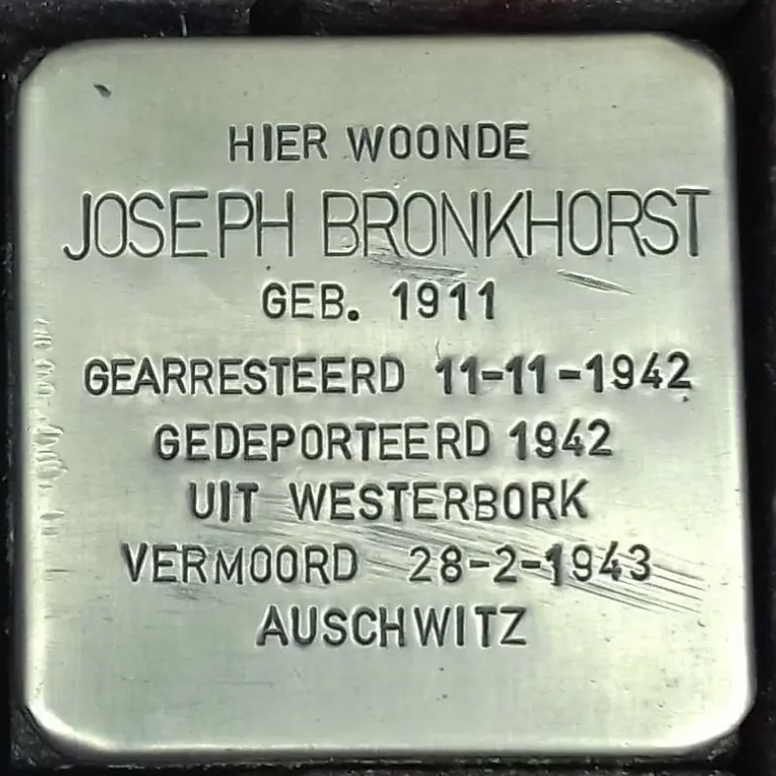 HIER WOONDE
JOSEPH BRONKHORST
GEB. 1911
GEARRESTEERD 11-11-1942
GEDEPORTEERD 1942
UIT WESTERBORK
VERMOORD 28-2-1943
AUSCHWITZ